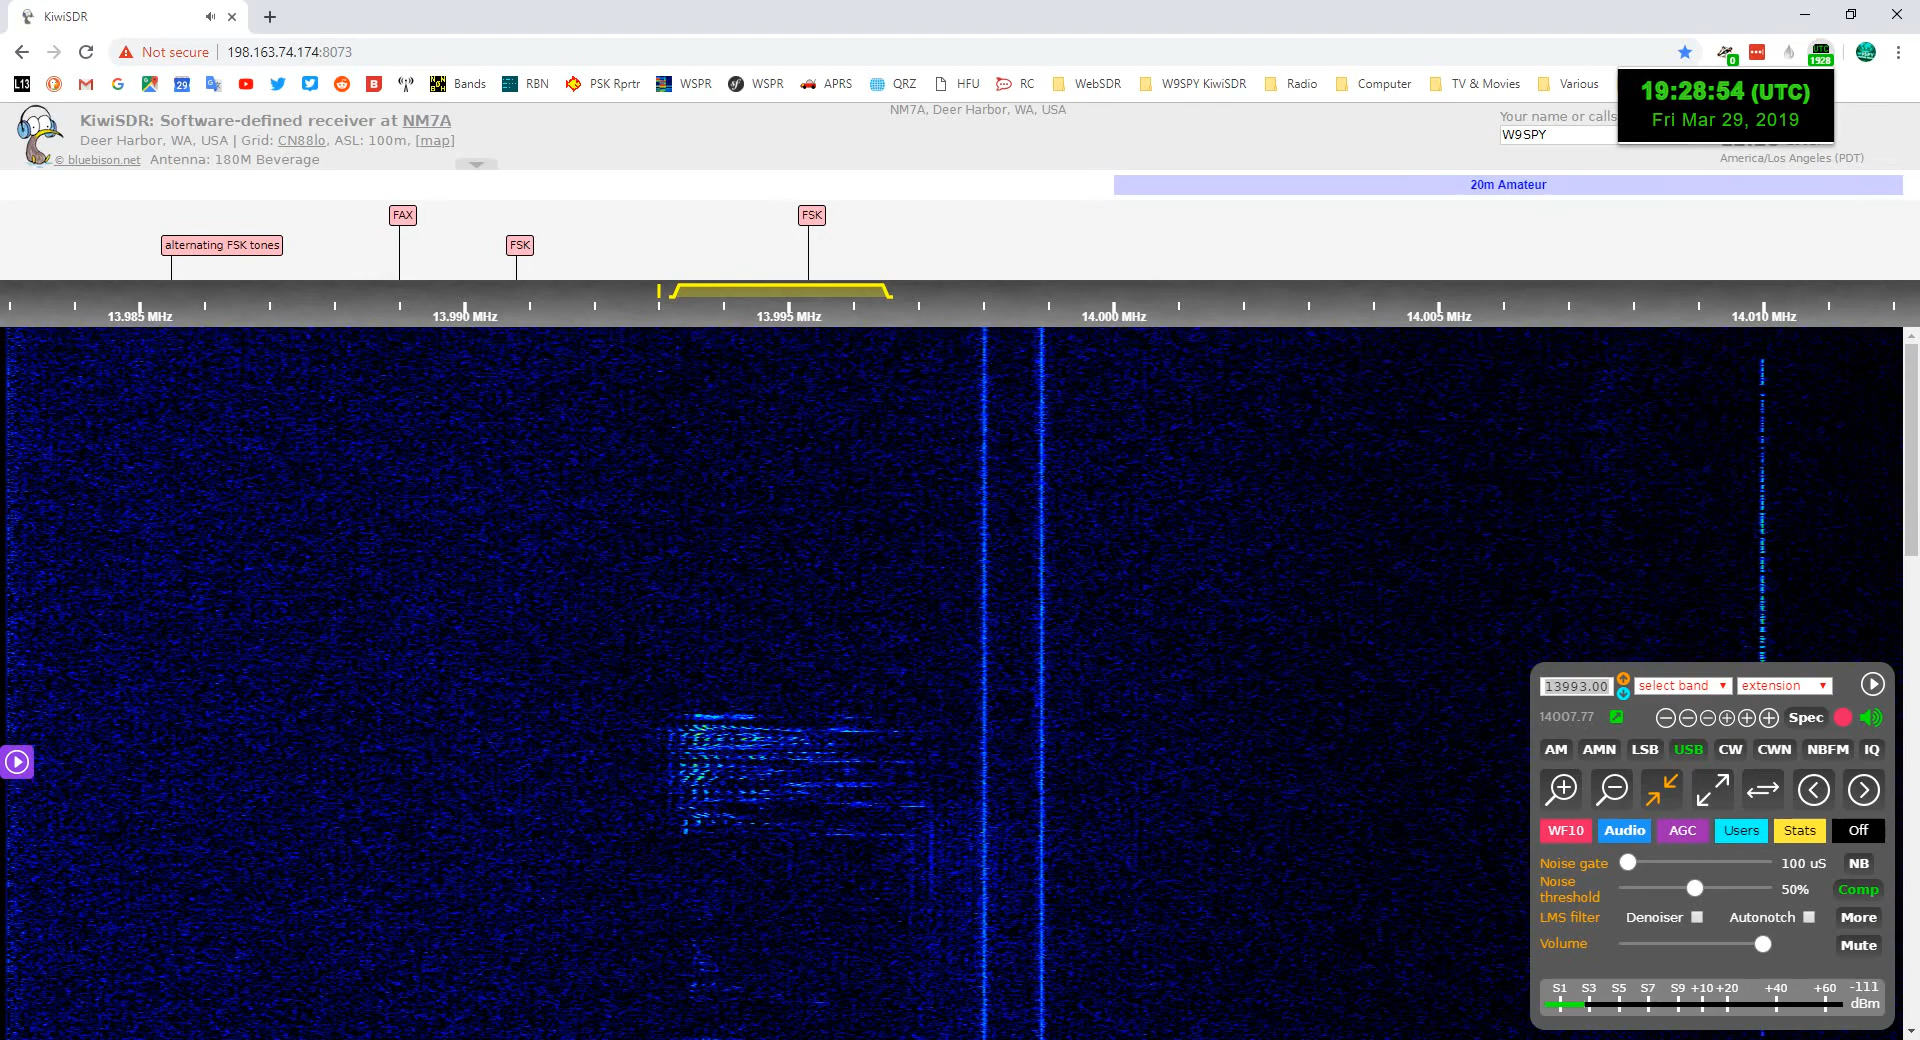 KiwiSDR
Not secure 198.163.74.174:8073
0
1928
L13 29 Bands RBN PSK Rprtr WSPR WSPR APRS QRZ HFU RC WebSDR W9SPY KiwiSDR Radio Computer TV & Movies Various
19:28:54 (UTC)
Fri Mar 29, 2019
NM7A, Deer Harbor, WA, USA
KiwiSDR: Software-defined receiver at NM7A
Deer Harbor, WA, USA | Grid: CN88lo, ASL: 100m, [map]
© bluebison.net Antenna: 180M Beverage
Your name or calls
W9SPY
America/Los Angeles (PDT)
20m Amateur
FAX FSK
alternating FSK tones FSK
13.985 MHz 13.990 MHz 13.995 MHz 14.000 MHz 14.005 MHz 14.010 MHz
13993.00 select band extension
14007.77 Spec
AM AMN LSB USB CW CWN NBFM IQ
WF10 Audio AGC Users Stats Off
Noise gate 100 uS NB
Noise threshold 50% Comp
LMS filter Denoiser Autonotch More
Volume Mute
S1 S3 S5 S7 S9 +10 +20 +40 +60 -111
dBm